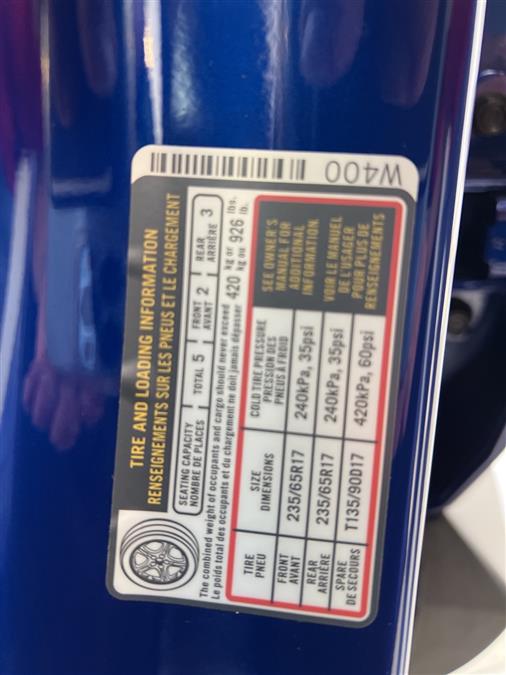 TIRE AND LOADING INFORMATION
RENSEIGNEMENTS SUR LES PNEUS ET LE CHARGEMENT
SEATING CAPACITY
NOMBRE DE PLACES
TOTAL 5
FRONT
AVANT 2
REAR
ARRIÈRE 3
The combined weight of occupants and cargo should never exceed
Le poids total des occupants et du chargement ne doit jamais dépasser
420 kg or
kg ou 926 lbs.
lb.
TIRE
PNEU
SIZE
DIMENSIONS
COLD TIRE PRESSURE
PRESSION DES
PNEUS À FROID
FRONT
AVANT
235/65R17
240kPa, 35psi
REAR
ARRIÈRE
235/65R17
240kPa, 35psi
SPARE
DE SECOURS
T135/90D17
420kPa, 60psi
SEE OWNER'S
MANUAL FOR
ADDITIONAL
INFORMATION
VOIR LE MANUEL
DE L'USAGER
POUR PLUS DE
RENSEIGNEMENTS
W400